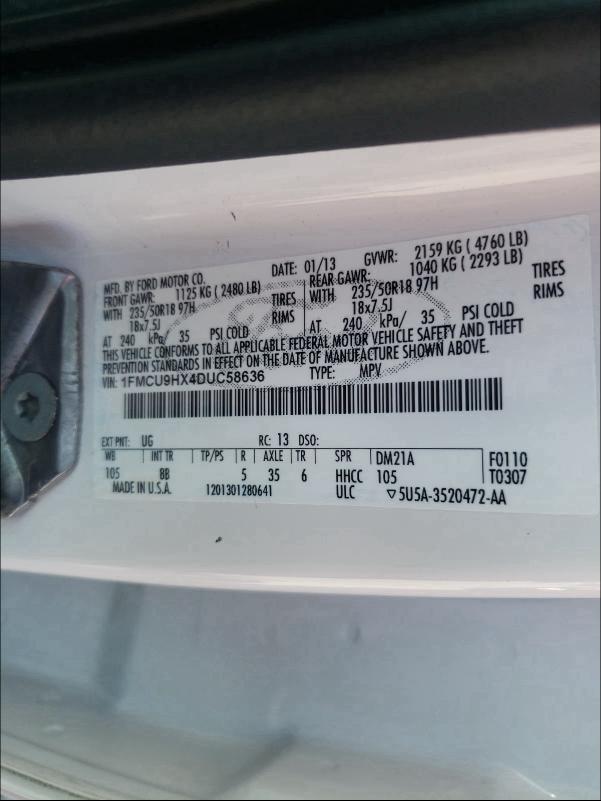 MFD. BY FORD MOTOR CO. DATE: 01/13 GVWR: 2159 KG ( 4760 LB)
FRONT GAWR: 1125 KG ( 2480 LB) REAR GAWR: 1040 KG ( 2293 LB)
WITH 235/50R18 97H TIRES WITH 235/50R18 97H TIRES
18x7.5J RIMS 18x7.5J RIMS
AT 240 kPa/ 35 PSI COLD AT 240 kPa/ 35 PSI COLD
THIS VEHICLE CONFORMS TO ALL APPLICABLE FEDERAL MOTOR VEHICLE SAFETY AND THEFT
PREVENTION STANDARDS IN EFFECT ON THE DATE OF MANUFACTURE SHOWN ABOVE.
VIN: 1FMCU9HX4DUC58636 TYPE: MPV
EXT PNT: UG RC: 13 DSO:
WB INT TR TP/PS R AXLE TR SPR DM21A F0110
105 8B 5 35 6 HHCC 105 T0307
MADE IN U.S.A. 1201301280641 ULC ▽5U5A-3520472-AA